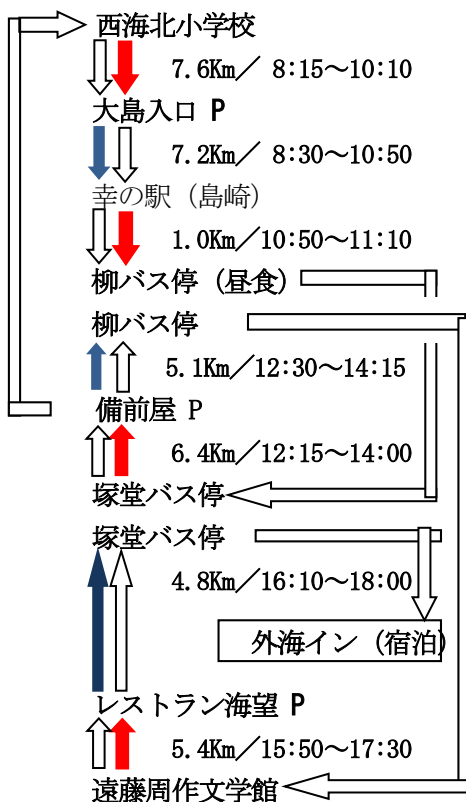 西海北小学校
7.6Km/ 8:15～10:10
大島入口 P
7.2Km/ 8:30～10:50
幸の駅（島崎）
1.0Km/10:50～11:10
柳バス停（昼食）
柳バス停
5.1Km/12:30～14:15
備前屋 P
6.4Km/12:15～14:00
塚堂バス停
塚堂バス停
4.8Km/16:10～18:00
外海イン（宿泊）
レストラン海望 P
5.4Km/15:50～17:30
遠藤周作文学館